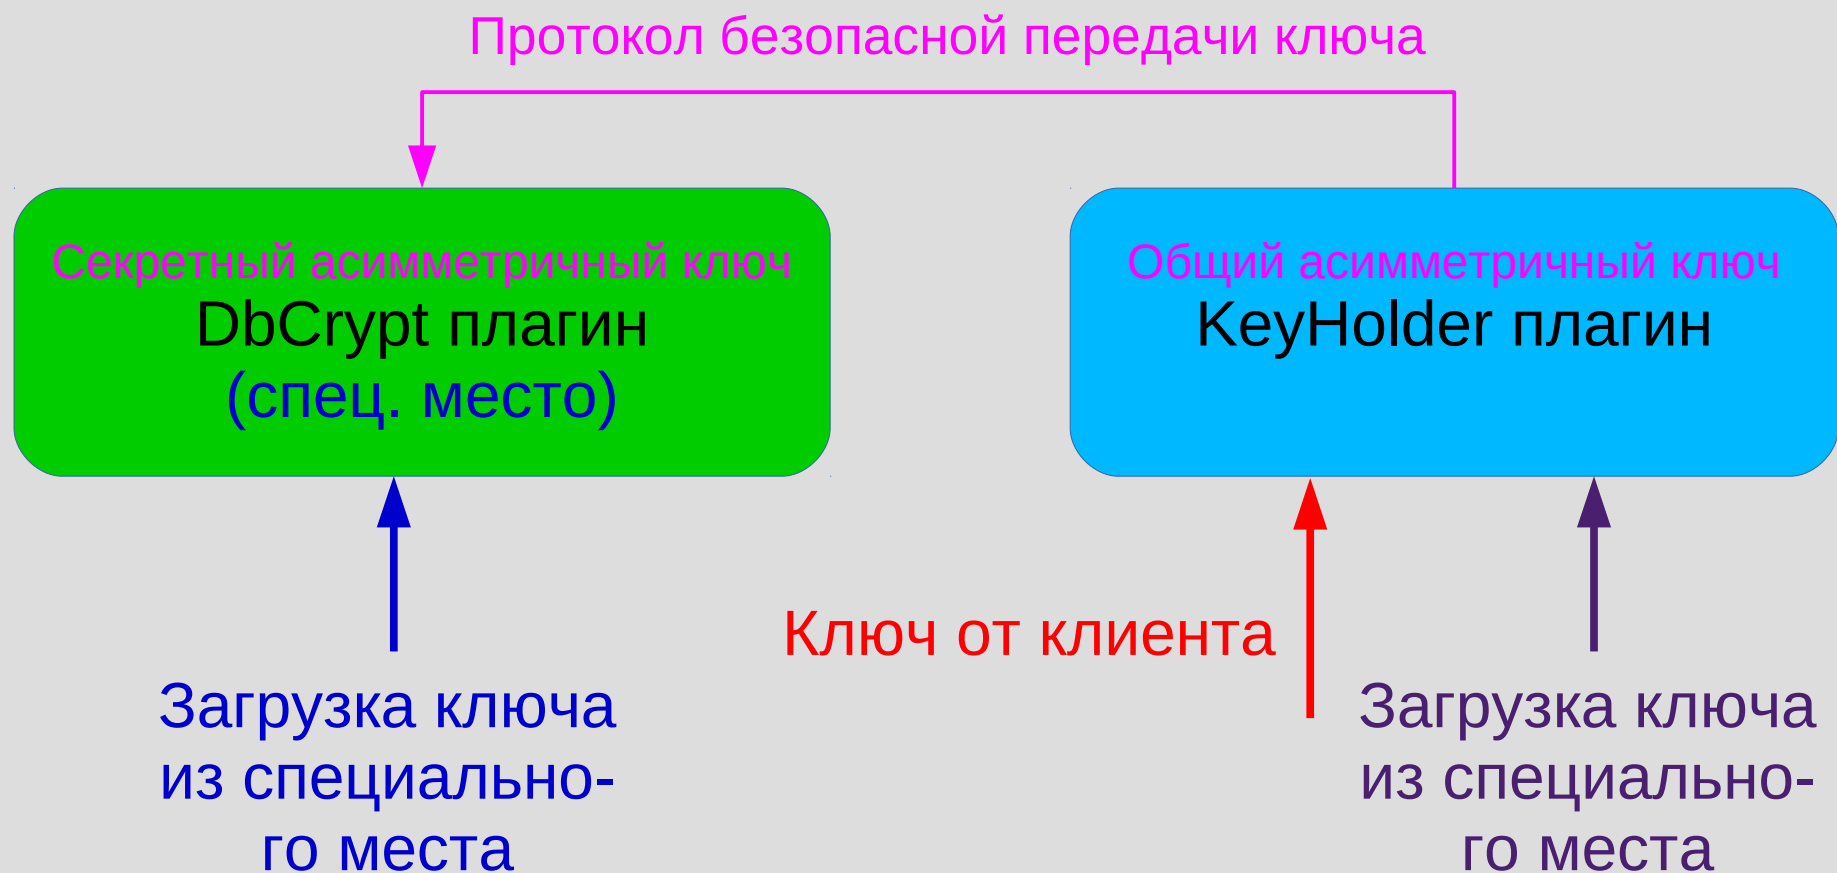 Протокол безопасной передачи ключа
Секретный асимметричный ключ
DbCrypt плагин
(спец. место)
Общий асимметричный ключ
KeyHolder плагин
Ключ от клиента
Загрузка ключа
из специально-
го места
Загрузка ключа
из специально-
го места